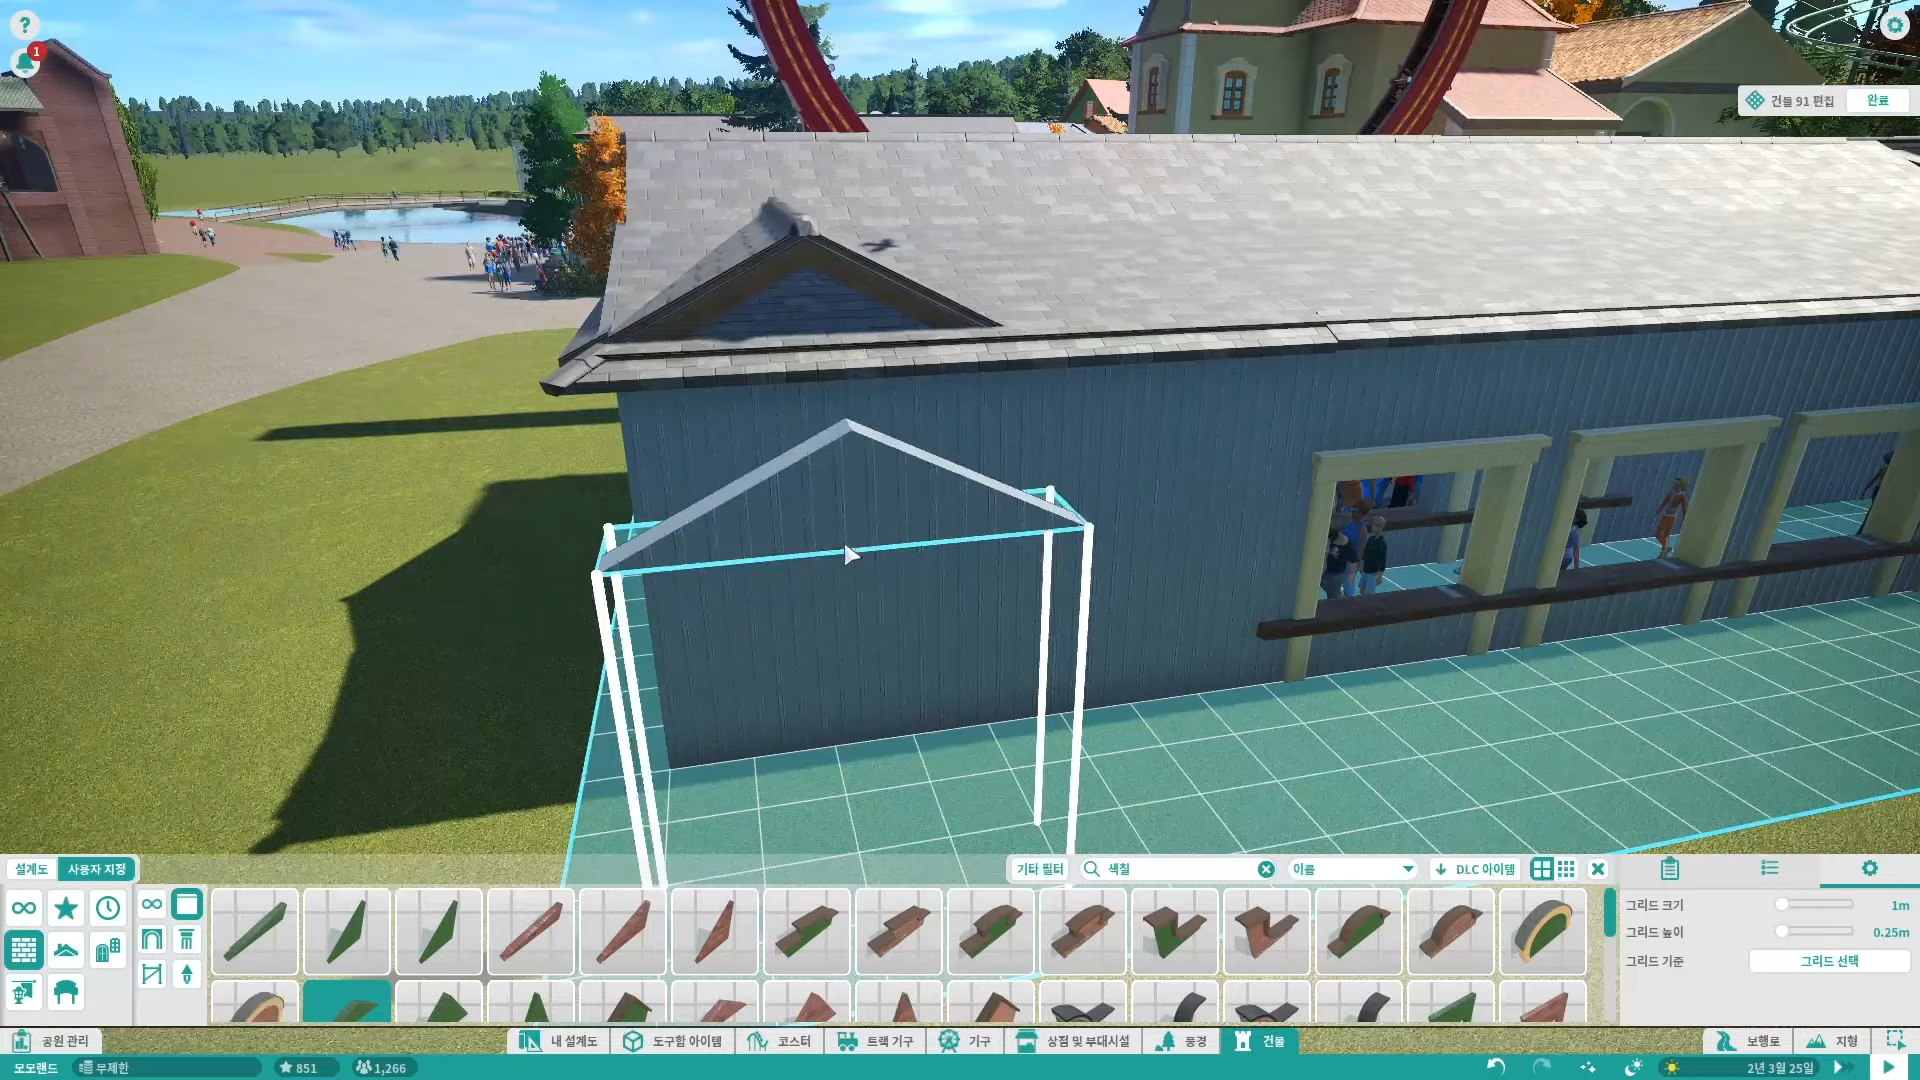 ?
1
건물 91 편집
완료
설계도
사용자 지정
기타 필터
색칠
이름
DLC 아이템
그리드 크기
1m
그리드 높이
0.25m
그리드 기준
그리드 선택
공원 관리
내 설계도
도구함 아이템
코스터
트랙 기구
기구
상점 및 부대시설
풍경
건물
보행로
지형
모모랜드
무제한
851
1,266
2년 3월 25일